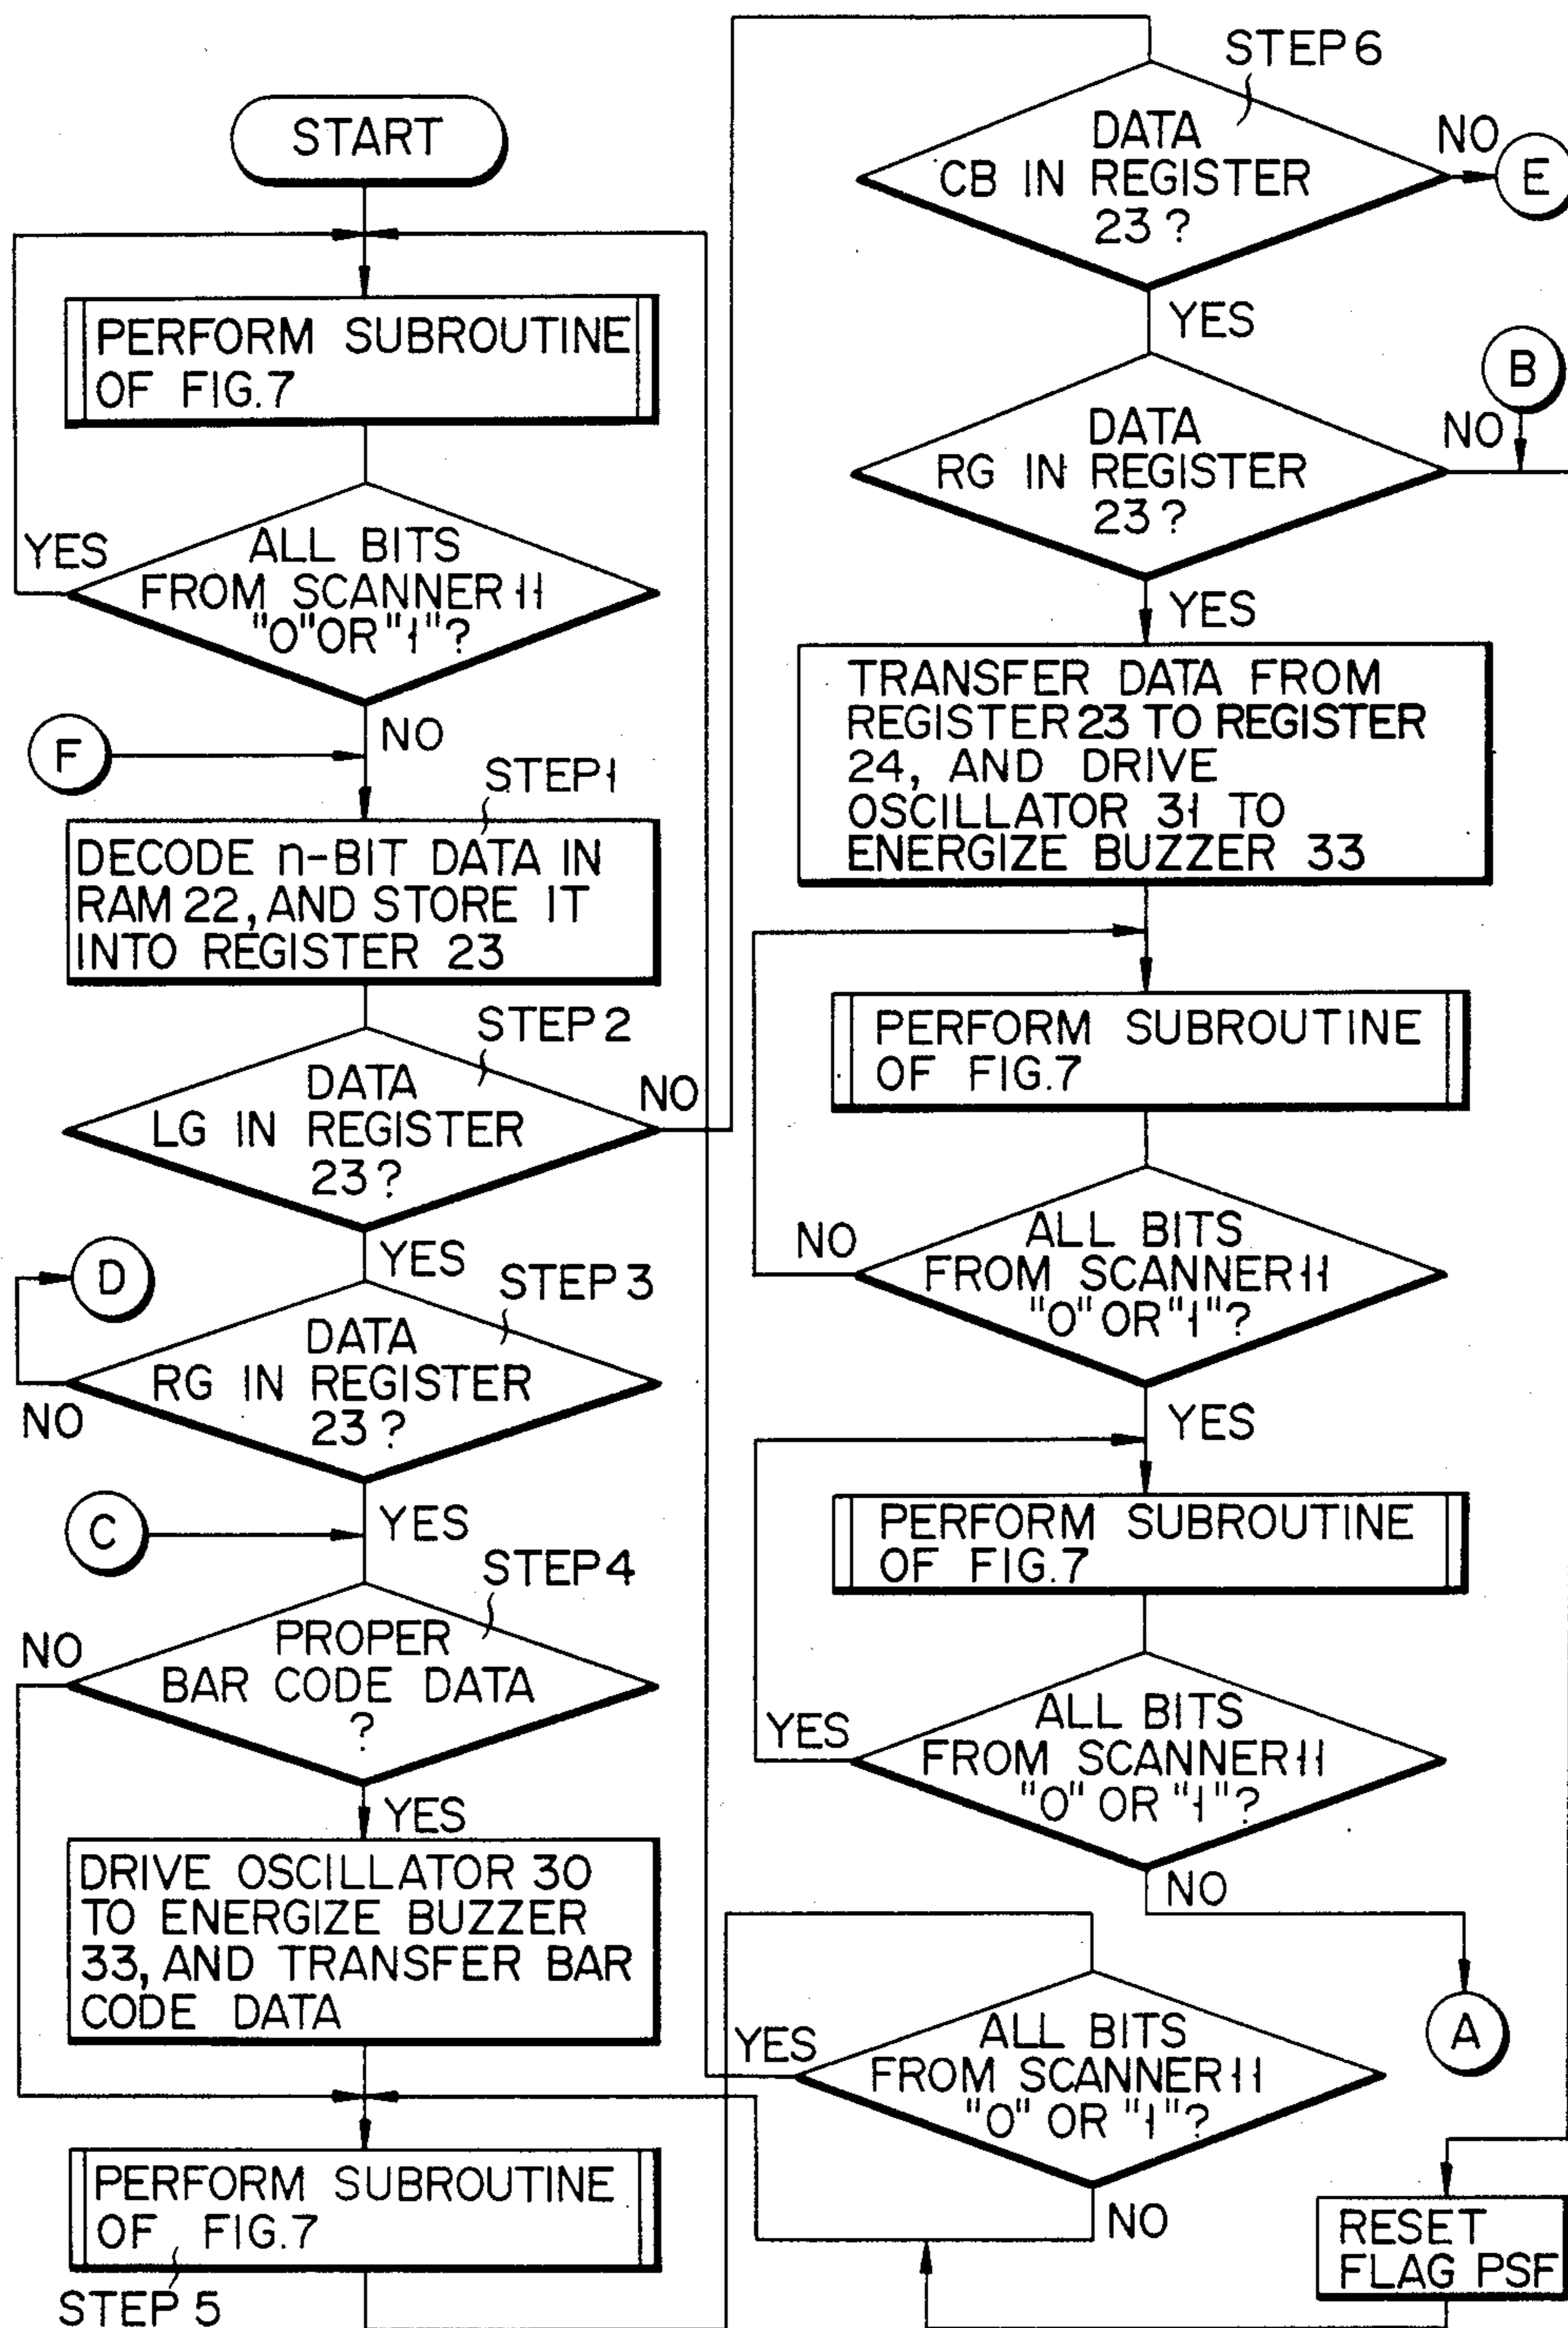 START
PERFORM SUBROUTINE
OF FIG.7
YES
ALL BITS
FROM SCANNER 11
"0" OR "1"?
NO
F
STEP 1
DECODE n-BIT DATA IN
RAM 22, AND STORE IT
INTO REGISTER 23
STEP 2
DATA
LG IN REGISTER
23?
NO
YES
D
STEP 3
DATA
RG IN REGISTER
23?
NO
YES
C
STEP 4
PROPER
BAR CODE DATA
?
NO
YES
DRIVE OSCILLATOR 30
TO ENERGIZE BUZZER
33, AND TRANSFER BAR
CODE DATA
PERFORM SUBROUTINE
OF FIG.7
STEP 5
STEP 6
DATA
CB IN REGISTER
23?
NO
E
YES
B
DATA
RG IN REGISTER
23?
NO
YES
TRANSFER DATA FROM
REGISTER 23 TO REGISTER
24, AND DRIVE
OSCILLATOR 31 TO
ENERGIZE BUZZER 33
PERFORM SUBROUTINE
OF FIG.7
NO
ALL BITS
FROM SCANNER 11
"0" OR "1"?
YES
PERFORM SUBROUTINE
OF FIG.7
YES
ALL BITS
FROM SCANNER 11
"0" OR "1"?
NO
A
YES
ALL BITS
FROM SCANNER 11
"0" OR "1"?
NO
RESET
FLAG PSF